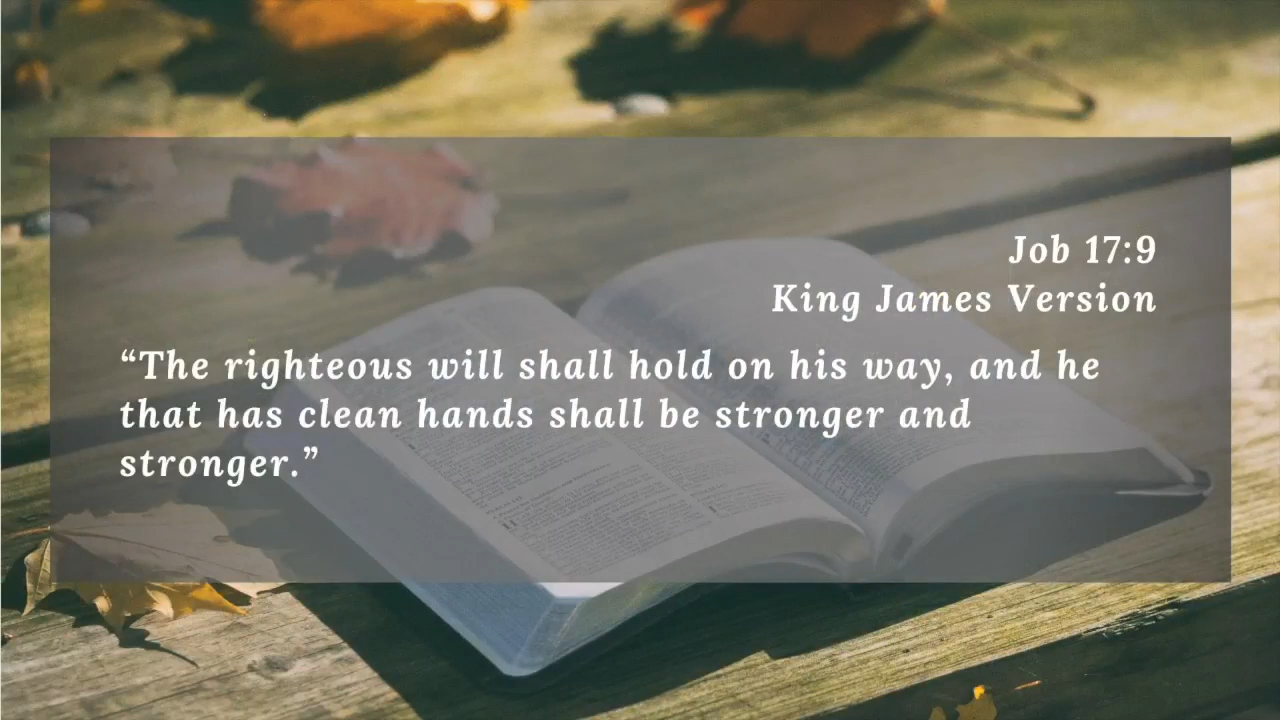 Job 17:9
King James Version
“The righteous will shall hold on his way, and he
that has clean hands shall be stronger and
stronger.”